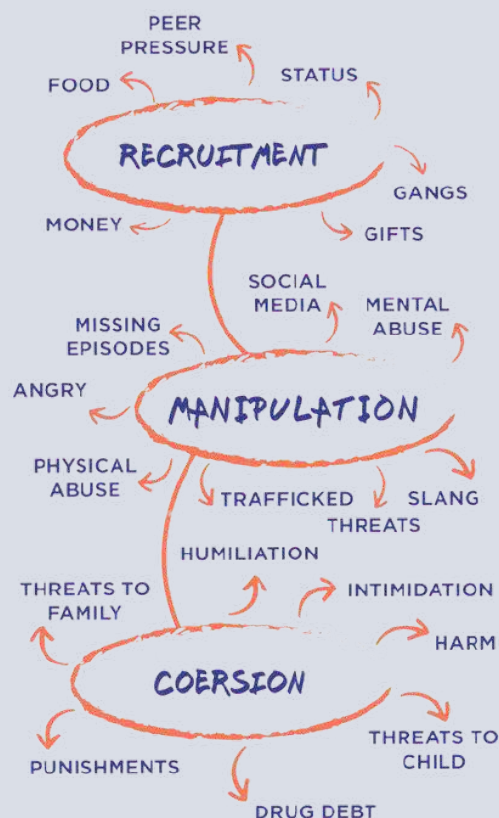 PEER
PRESSURE
FOOD
STATUS
RECRUITMENT
GANGS
MONEY
GIFTS
SOCIAL
MEDIA
MENTAL
ABUSE
MISSING
EPISODES
ANGRY
MANIPULATION
PHYSICAL
ABUSE
TRAFFICKED
THREATS
SLANG
HUMILIATION
THREATS TO
FAMILY
INTIMIDATION
HARM
COERSION
THREATS TO
CHILD
PUNISHMENTS
DRUG DEBT